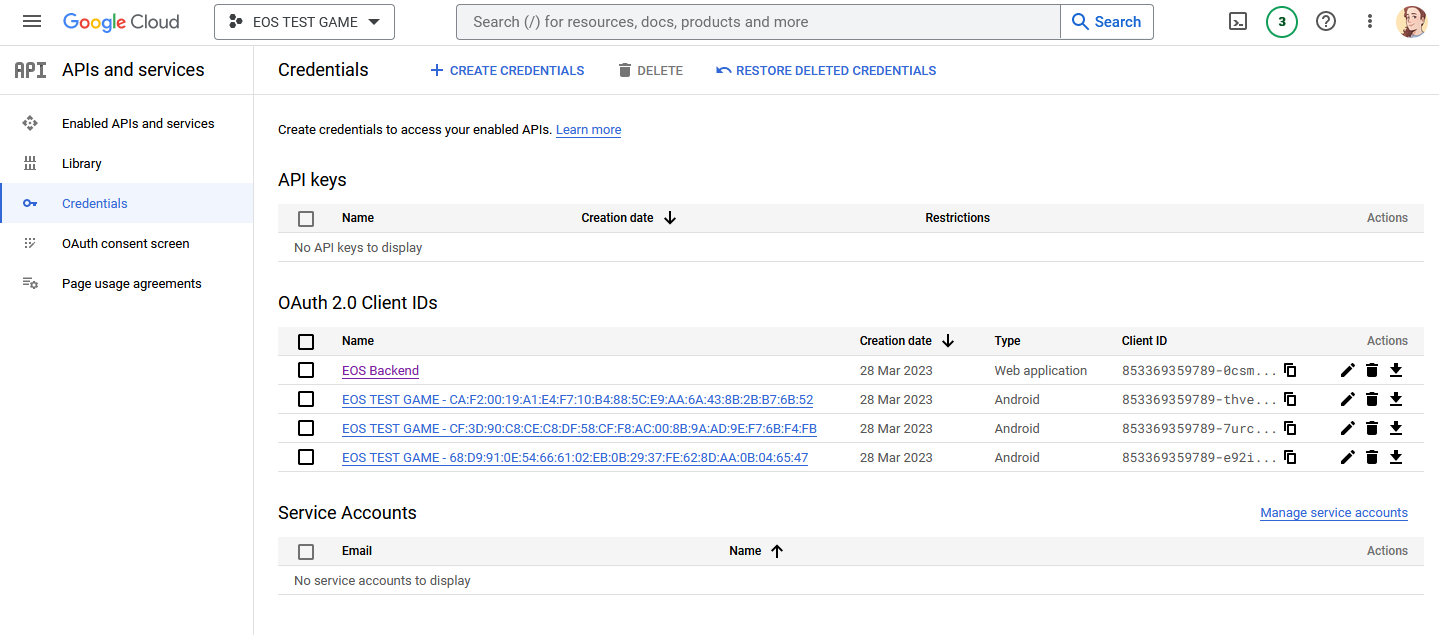 Google Cloud
EOS TEST GAME
Search (/) for resources, docs, products and more
Search
3
API APIs and services
Credentials
CREATE CREDENTIALS
DELETE
RESTORE DELETED CREDENTIALS
Enabled APIs and services
Library
Credentials
OAuth consent screen
Page usage agreements
Create credentials to access your enabled APIs. Learn more
API keys
Name Creation date Restrictions Actions
No API keys to display
OAuth 2.0 Client IDs
Name Creation date Type Client ID Actions
EOS Backend 28 Mar 2023 Web application 853369359789-0csm...
EOS TEST GAME - CA:F2:00:19:A1:E4:F7:10:B4:88:5C:E9:AA:6A:43:8B:2B:B7:6B:52 28 Mar 2023 Android 853369359789-thve...
EOS TEST GAME - CF:3D:90:C8:CE:C8:DF:58:CF:F8:AC:00:8B:9A:AD:9E:F7:6B:F4:FB 28 Mar 2023 Android 853369359789-7urc...
EOS TEST GAME - 68:D9:91:0E:54:66:61:02:EB:0B:29:37:FE:62:8D:AA:0B:04:65:47 28 Mar 2023 Android 853369359789-e92i...
Service Accounts
Manage service accounts
Email Name Actions
No service accounts to display